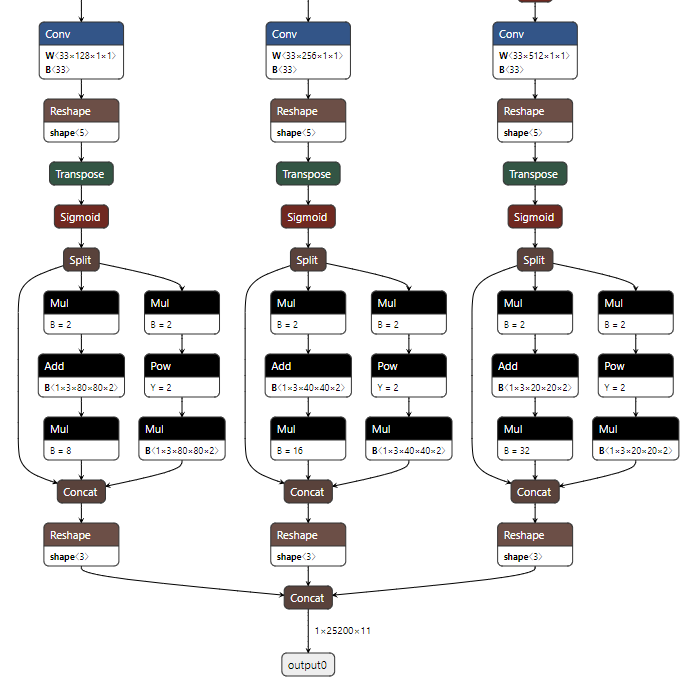 Conv
W⟨33×128×1×1⟩
B⟨33⟩
Reshape
shape⟨5⟩
Transpose
Sigmoid
Split
Mul
B = 2
Mul
B = 2
Add
B⟨1×3×80×80×2⟩
Pow
Y = 2
Mul
B = 8
Mul
B⟨1×3×80×80×2⟩
Concat
Reshape
shape⟨3⟩
Conv
W⟨33×256×1×1⟩
B⟨33⟩
Reshape
shape⟨5⟩
Transpose
Sigmoid
Split
Mul
B = 2
Mul
B = 2
Add
B⟨1×3×40×40×2⟩
Pow
Y = 2
Mul
B = 16
Mul
B⟨1×3×40×40×2⟩
Concat
Reshape
shape⟨3⟩
Conv
W⟨33×512×1×1⟩
B⟨33⟩
Reshape
shape⟨5⟩
Transpose
Sigmoid
Split
Mul
B = 2
Mul
B = 2
Add
B⟨1×3×20×20×2⟩
Pow
Y = 2
Mul
B = 32
Mul
B⟨1×3×20×20×2⟩
Concat
Reshape
shape⟨3⟩
Concat
1×25200×11
output0